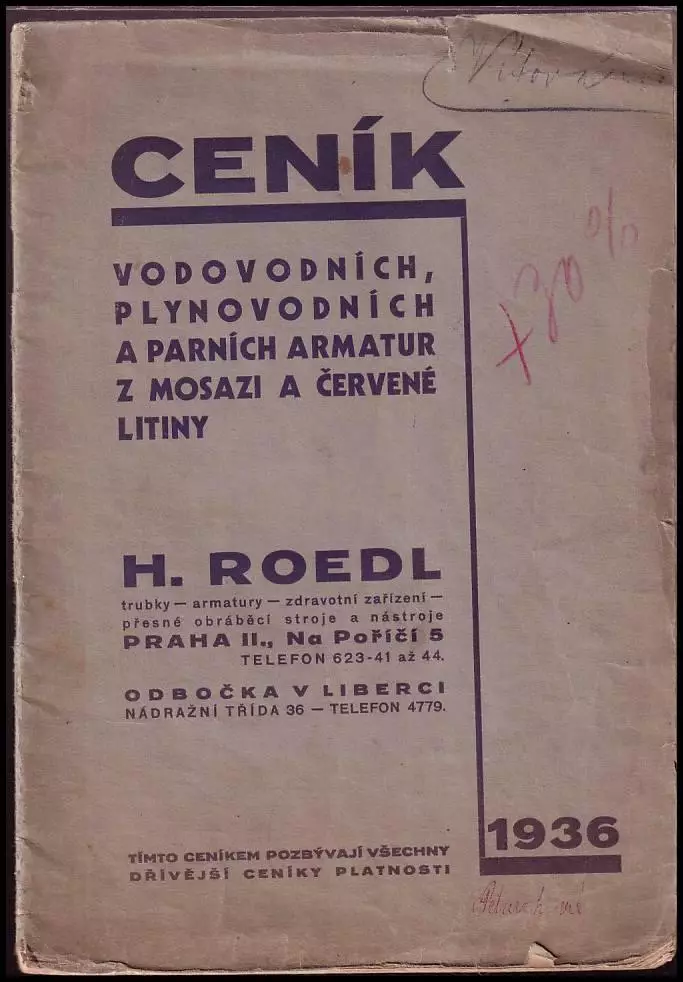 CENÍK
VODOVODNÍCH,
PLYNOVODNÍCH
A PARNÍCH ARMATUR
Z MOSAZI A ČERVENÉ
LITINY
+30 %
H. ROEDL
trubky — armatury — zdravotní zařízení —
přesné obráběcí stroje a nástroje
PRAHA II., Na Poříčí 5
TELEFON 623-41 až 44.
ODBOČKA V LIBERCI
NÁDRAŽNÍ TŘÍDA 36 — TELEFON 4779.
1936
TÍMTO CENÍKEM POZBÝVAJÍ VŠECHNY
DŘÍVĚJŠÍ CENÍKY PLATNOSTI